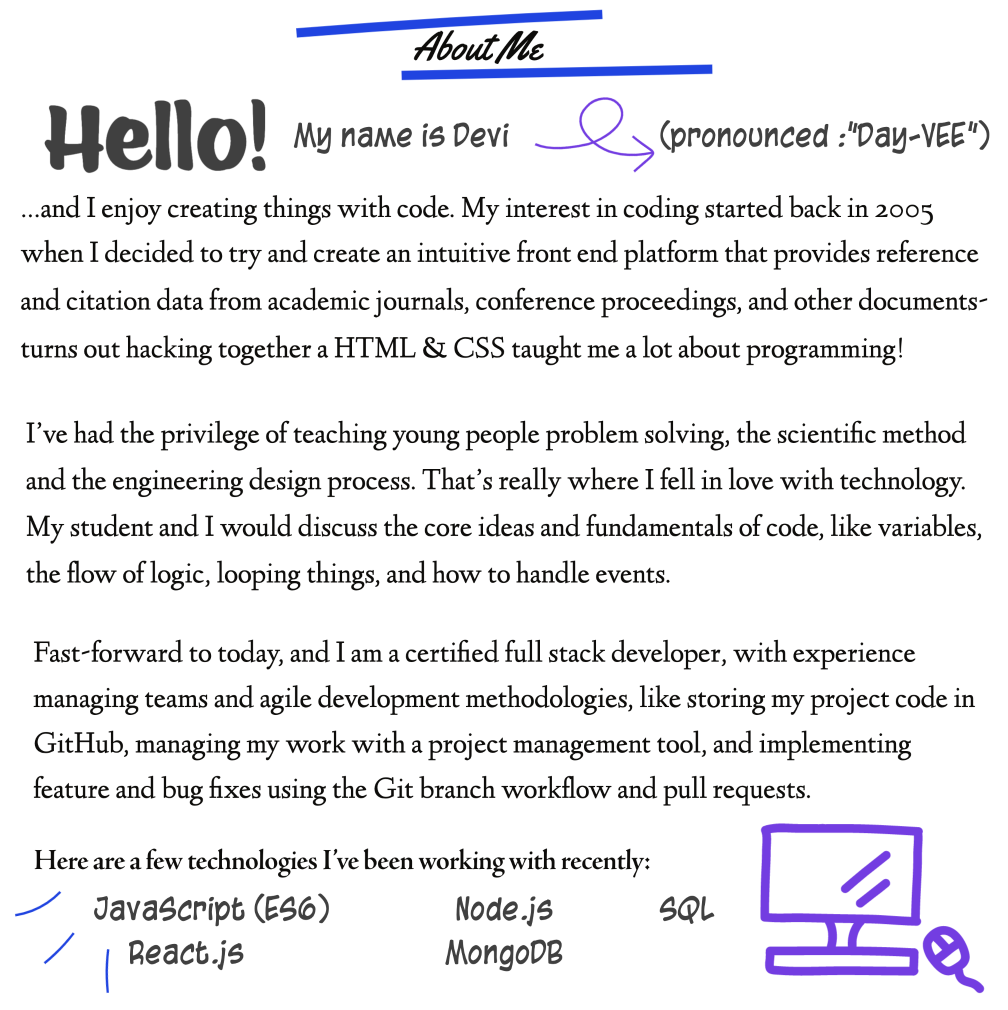 About Me
Hello! My name is Devi (pronounced :"Day-VEE")
...and I enjoy creating things with code. My interest in coding started back in 2005
when I decided to try and create an intuitive front end platform that provides reference
and citation data from academic journals, conference proceedings, and other documents-
turns out hacking together a HTML & CSS taught me a lot about programming!
I've had the privilege of teaching young people problem solving, the scientific method
and the engineering design process. That's really where I fell in love with technology.
My student and I would discuss the core ideas and fundamentals of code, like variables,
the flow of logic, looping things, and how to handle events.
Fast-forward to today, and I am a certified full stack developer, with experience
managing teams and agile development methodologies, like storing my project code in
GitHub, managing my work with a project management tool, and implementing
feature and bug fixes using the Git branch workflow and pull requests.
Here are a few technologies I've been working with recently:
JavaScript (ES6) Node.js SQL
React.js MongoDB